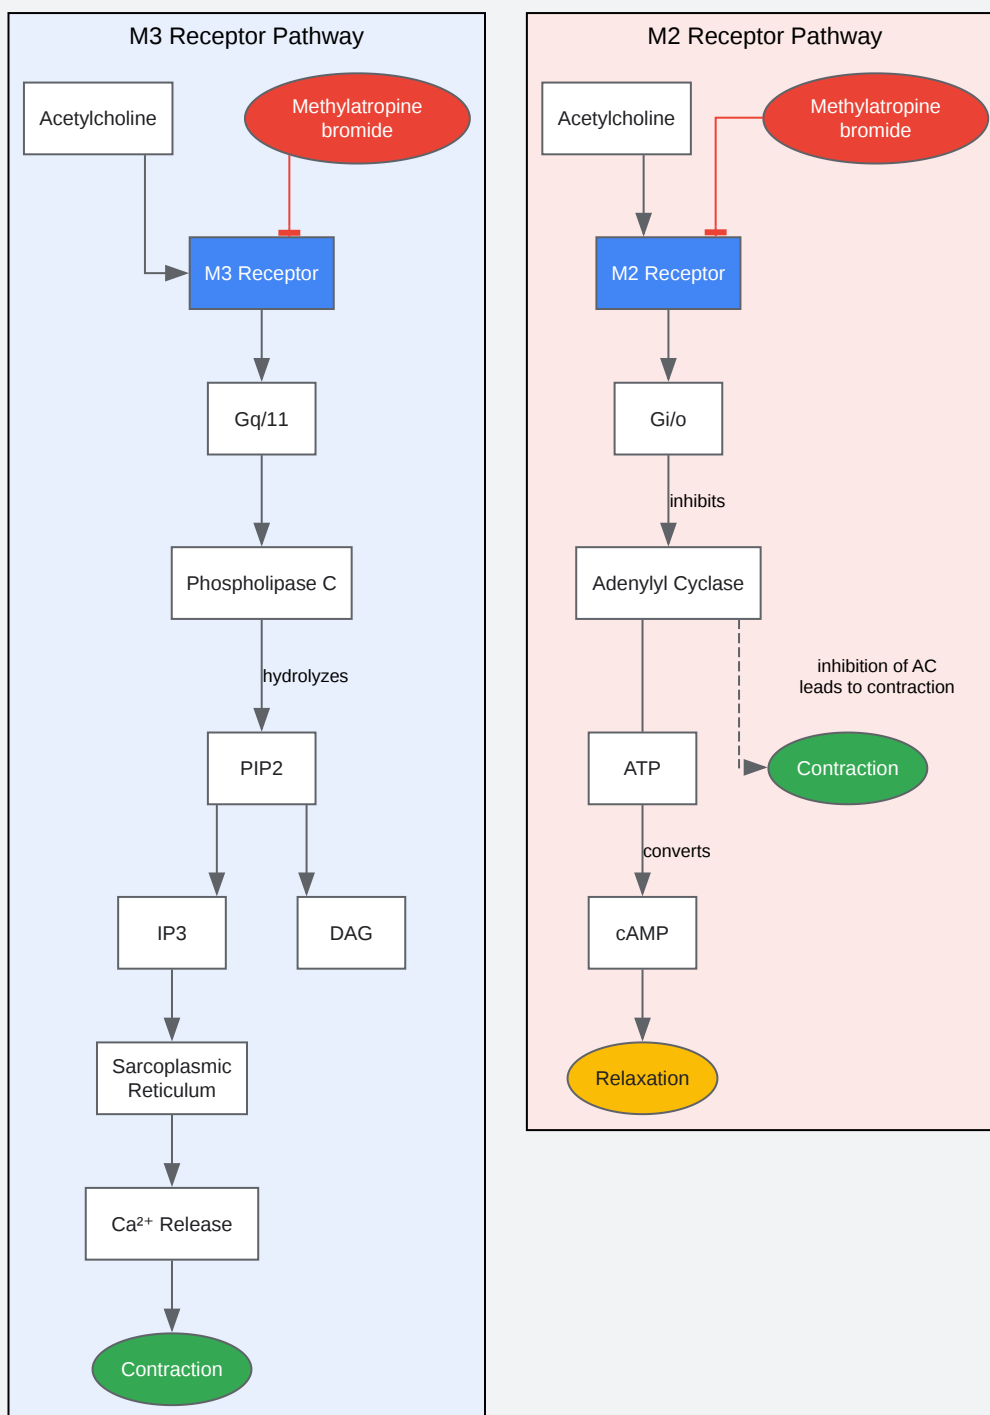 M3 Receptor Pathway
Acetylcholine
Methylatropine
bromide
M3 Receptor
Gq/11
Phospholipase C
hydrolyzes
PIP2
IP3
DAG
Sarcoplasmic
Reticulum
Ca²⁺ Release
Contraction
M2 Receptor Pathway
Acetylcholine
Methylatropine
bromide
M2 Receptor
Gi/o
inhibits
Adenylyl Cyclase
inhibition of AC
leads to contraction
ATP
Contraction
converts
cAMP
Relaxation